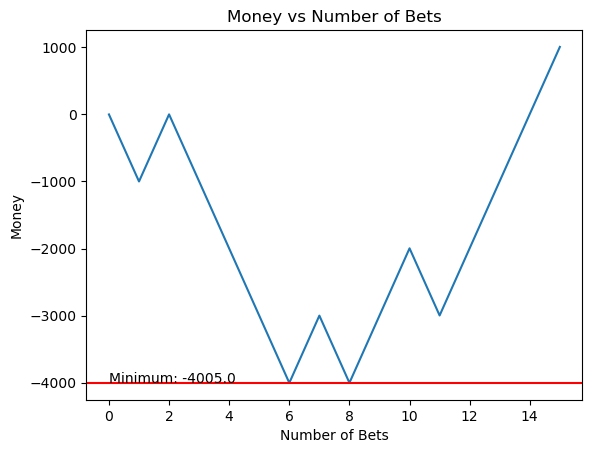 Money vs Number of Bets
1000
0
−1000
−2000
−3000
−4000
Money
Minimum: -4005.0
0 2 4 6 8 10 12 14
Number of Bets